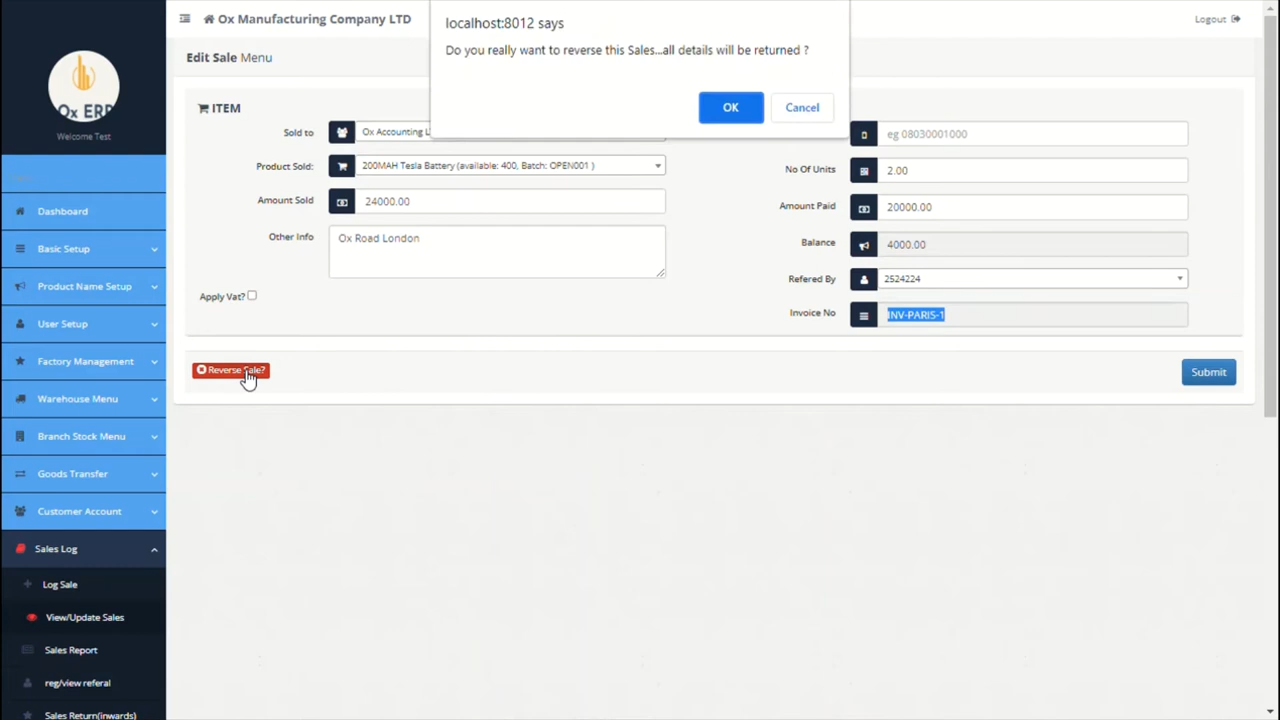 Ox Manufacturing Company LTD
localhost:8012 says
Do you really want to reverse this Sales...all details will be returned ?
OK
Cancel
Logout
Ox ERP
Welcome Test
Dashboard
Basic Setup
Product Name Setup
User Setup
Factory Management
Warehouse Menu
Branch Stock Menu
Goods Transfer
Customer Account
Sales Log
Log Sale
View/Update Sales
Sales Report
reg/view referal
Sales Return(inwards)
Edit Sale Menu
ITEM
Sold to
Ox Accounting
eg 08030001000
Product Sold:
200MAH Tesla Battery (available: 400, Batch: OPEN001 )
No Of Units
2.00
Amount Sold
24000.00
Amount Paid
20000.00
Other Info
Ox Road London
Balance
4000.00
Refered By
2524224
Apply Vat?
Invoice No
INV-PARIS-1
Reverse Sale?
Submit